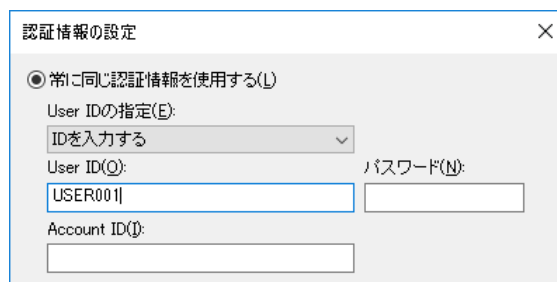 認証情報の設定
常に同じ認証情報を使用する(L)
User IDの指定(E):
IDを入力する
User ID(O): パスワード(N):
USER001
Account ID(I):